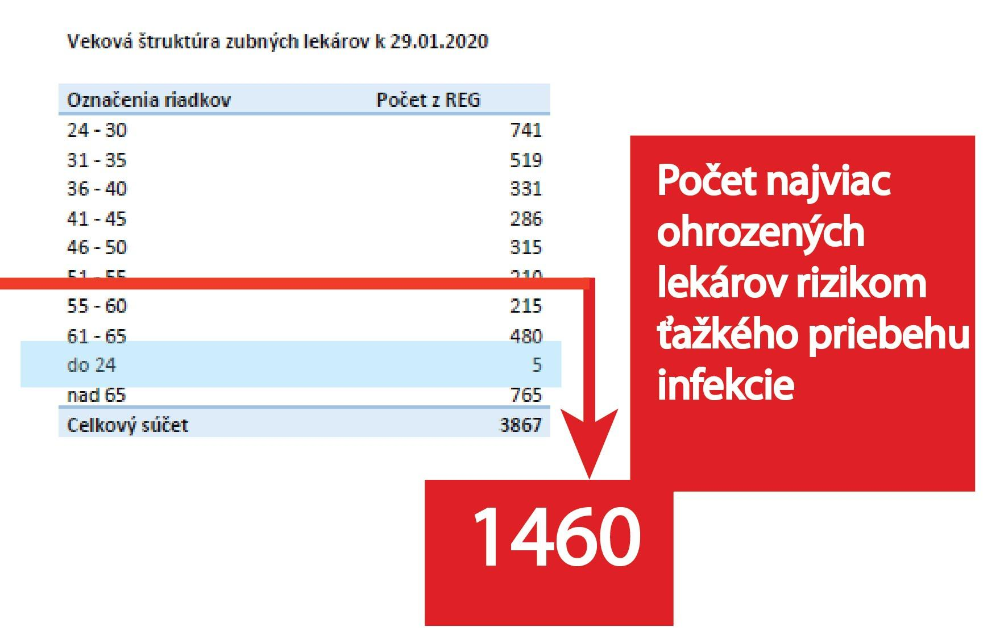 Veková štruktúra zubných lekárov k 29.01.2020
Označenia riadkov Počet z REG
24 - 30 741
31 - 35 519
36 - 40 331
41 - 45 286
46 - 50 315
51 - 55 210
55 - 60 215
61 - 65 480
do 24 5
nad 65 765
Celkový súčet 3867
Počet najviac
ohrozených
lekárov rizikom
ťažkého priebehu
infekcie
1460